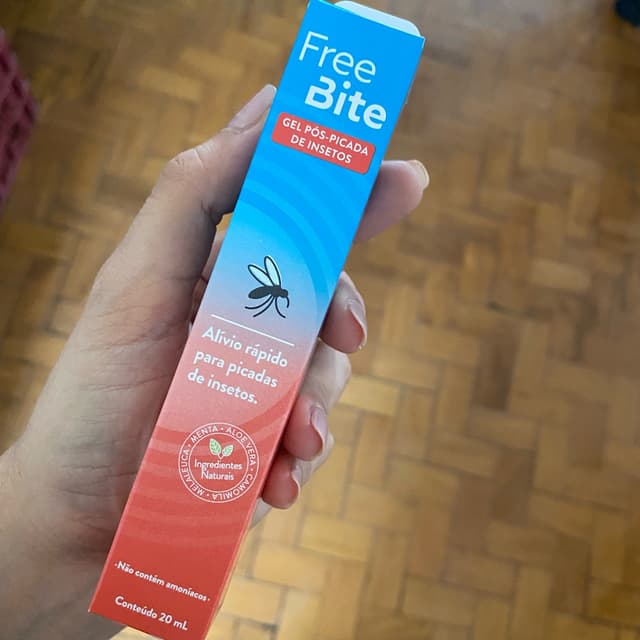 Free
Bite
GEL PÓS-PICADA
DE INSETOS
Alívio rápido
para picadas
de insetos.
MELALEUCA • MENTA • ALOE VERA • CAMOMILA •
Ingredientes
Naturais
•Não contém amoníacos•
Conteúdo 20 mL